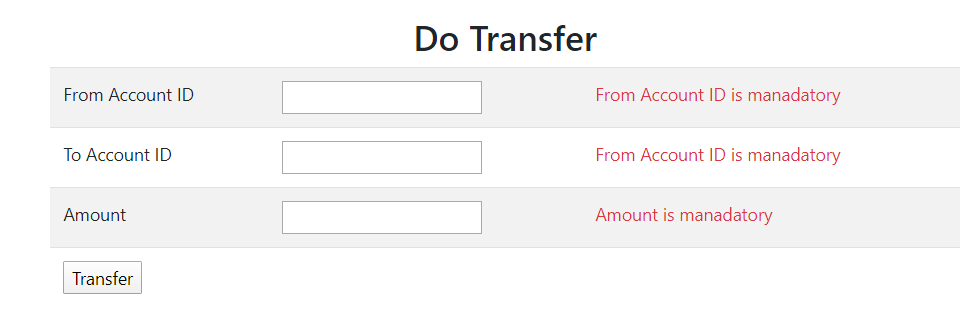 Do Transfer
From Account ID From Account ID is manadatory
To Account ID From Account ID is manadatory
Amount Amount is manadatory
Transfer